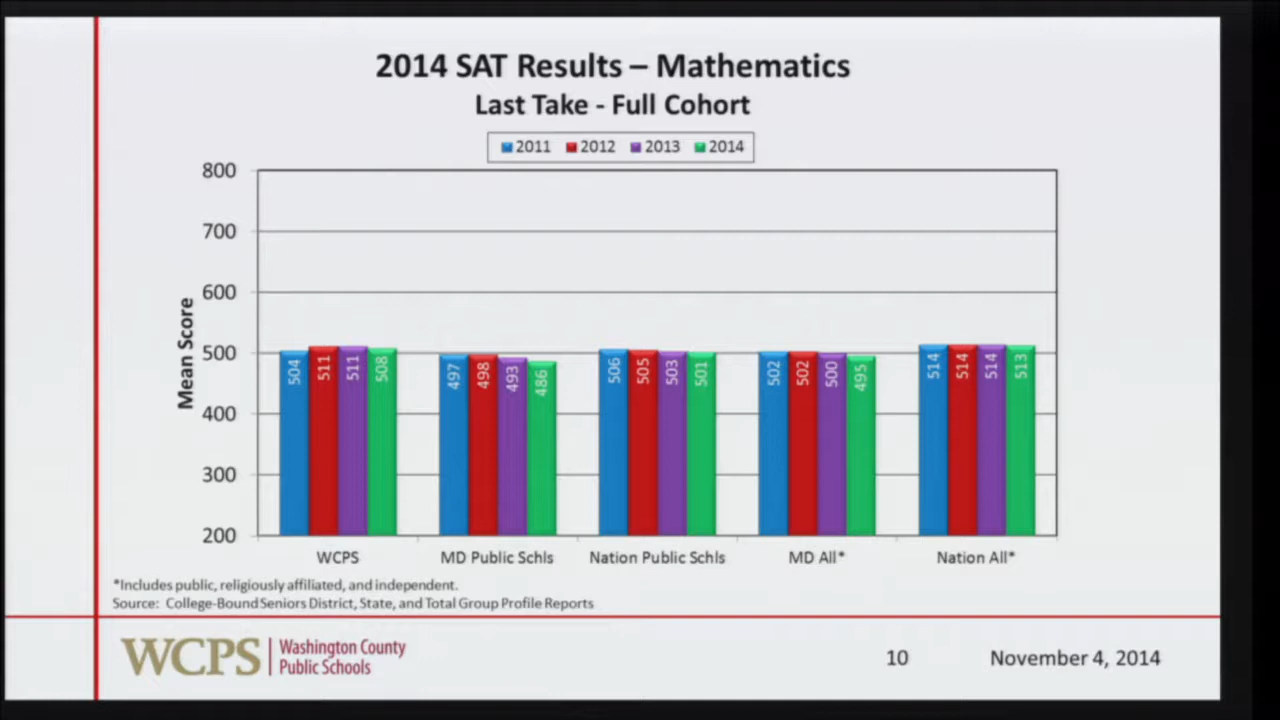 2014 SAT Results – Mathematics
Last Take - Full Cohort
2011 2012 2013 2014
800
700
600
500
400
300
200
Mean Score
504 511 511 508
497 498 493 486
506 505 503 501
502 502 500 495
514 514 514 513
WCPS MD Public Schls Nation Public Schls MD All* Nation All*
*Includes public, religiously affiliated, and independent.
Source: College-Bound Seniors District, State, and Total Group Profile Reports
WCPS
Washington County
Public Schools
10
November 4, 2014